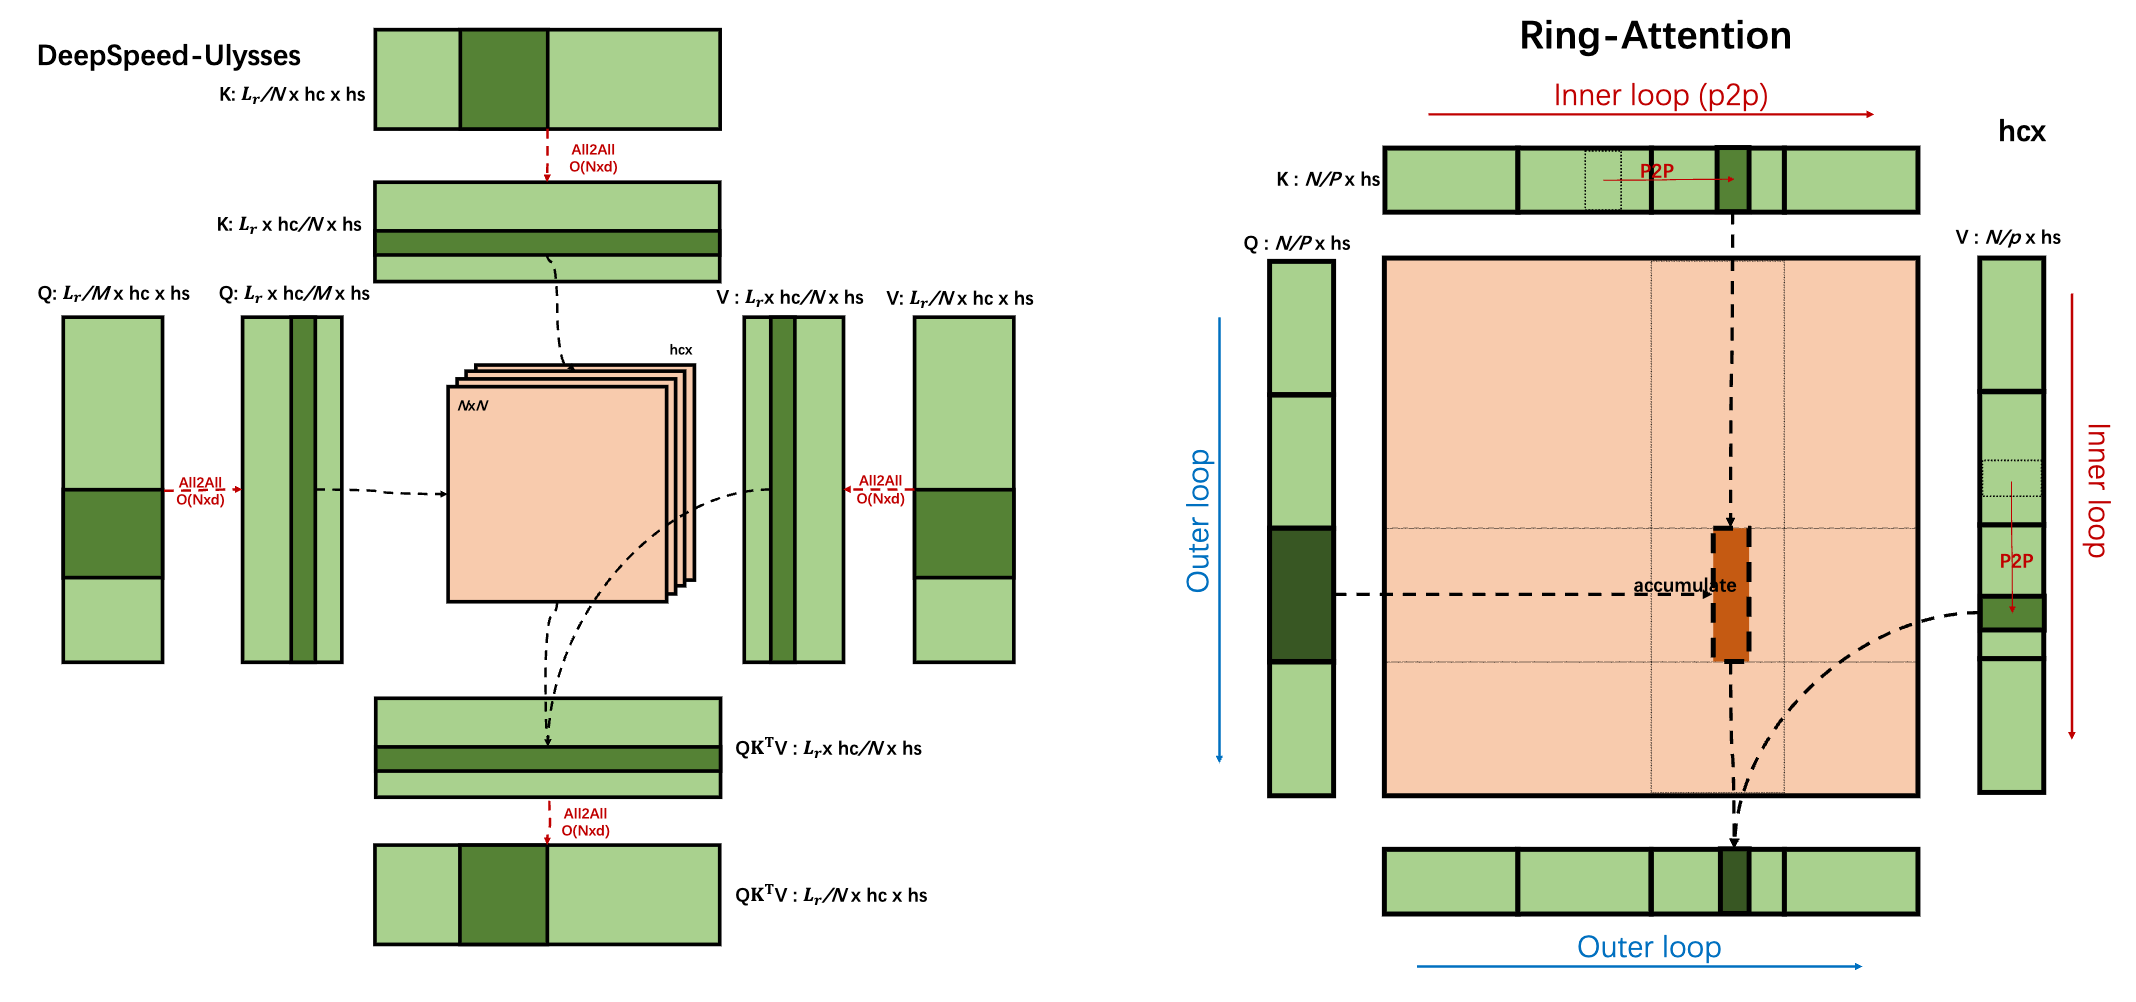 DeepSpeed-Ulysses
K: Lᵣ/N x hc x hs
All2All
O(Nxd)
K: Lᵣ x hc/N x hs
Q: Lᵣ/M x hc x hs
Q: Lᵣ x hc/M x hs
V : Lᵣx hc/N x hs
V: Lᵣ/N x hc x hs
hcx
NxN
All2All
O(Nxd)
All2All
O(Nxd)
QKᵀV : Lᵣx hc/N x hs
All2All
O(Nxd)
QKᵀV : Lᵣ/N x hc x hs
Ring-Attention
Inner loop (p2p)
hcx
K : N/P x hs
P2P
Q : N/P x hs
V : N/p x hs
Outer loop
Inner loop
P2P
accumulate
Outer loop